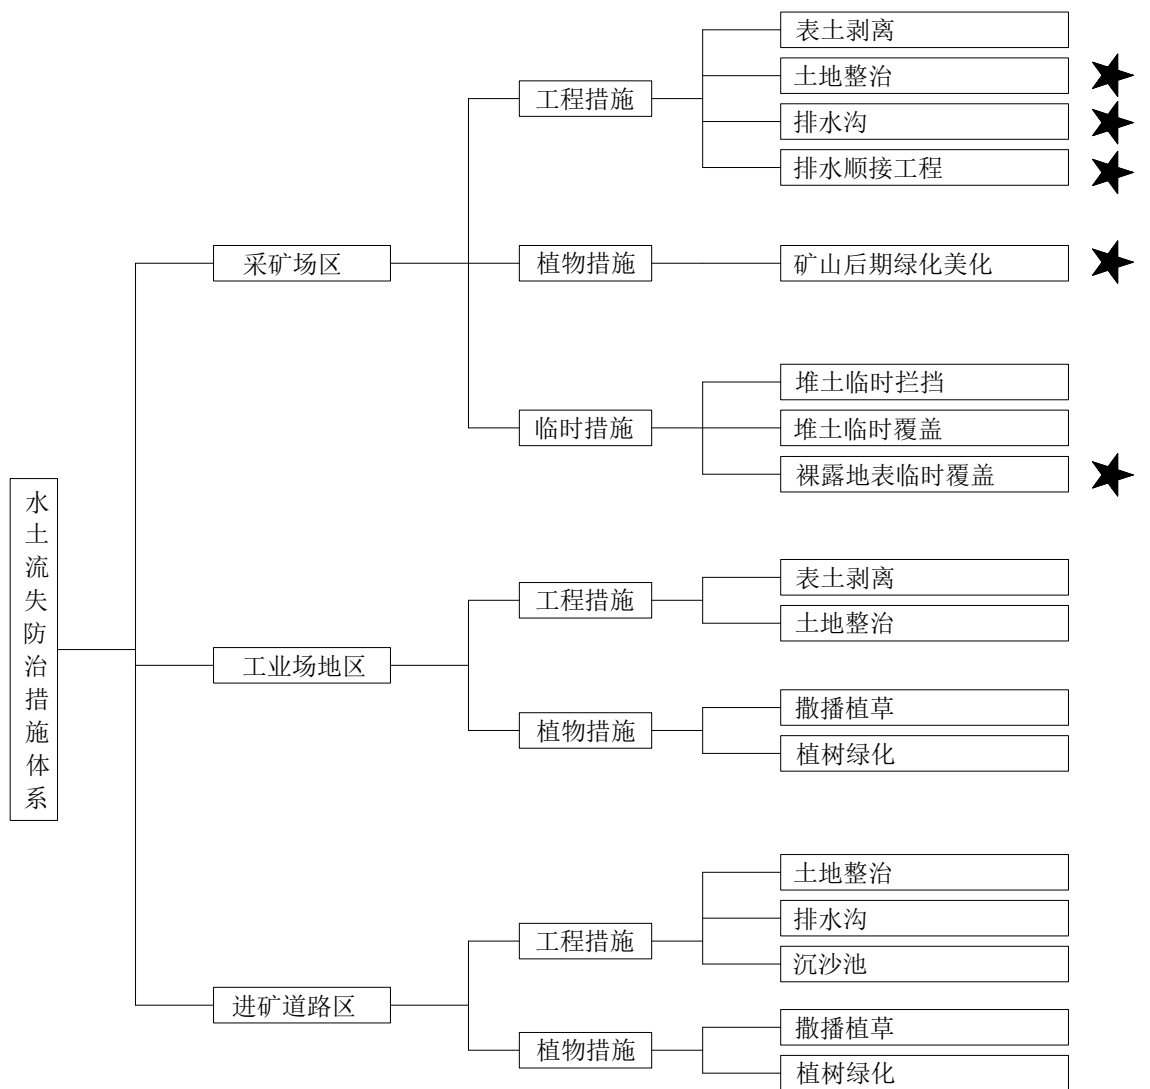 水土流失防治措施体系
采矿场区
工程措施
表土剥离
土地整治
排水沟
排水顺接工程
植物措施
矿山后期绿化美化
临时措施
堆土临时拦挡
堆土临时覆盖
裸露地表临时覆盖
工业场地区
工程措施
表土剥离
土地整治
植物措施
撒播植草
植树绿化
进矿道路区
工程措施
土地整治
排水沟
沉沙池
植物措施
撒播植草
植树绿化